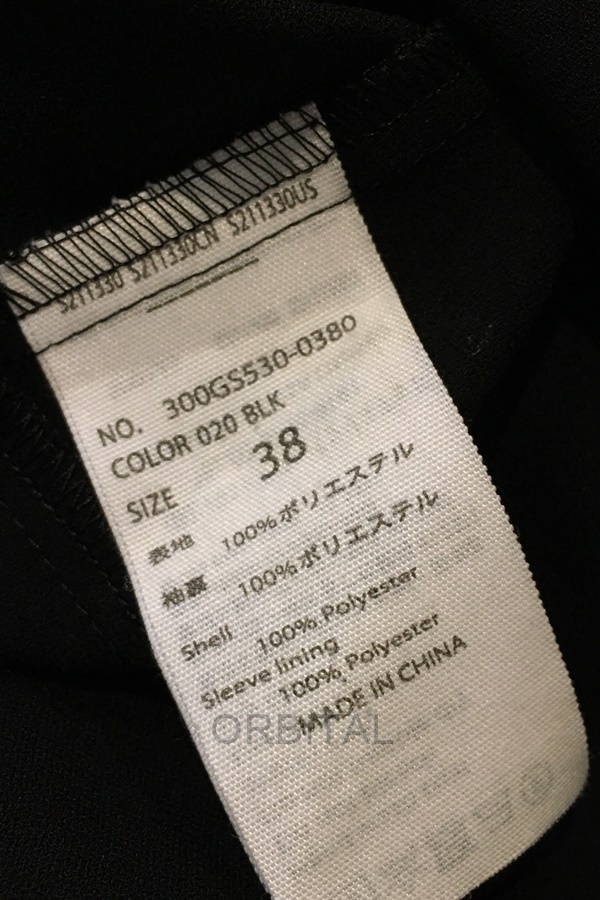 S211330 S211330CN S211330US
NO. 300GS530-0380
COLOR 020 BLK
SIZE 38
表地 100%ポリエステル
袖裏 100%ポリエステル
Shell 100% Polyester
Sleeve lining
100% Polyester
MADE IN CHINA
ORBITAL